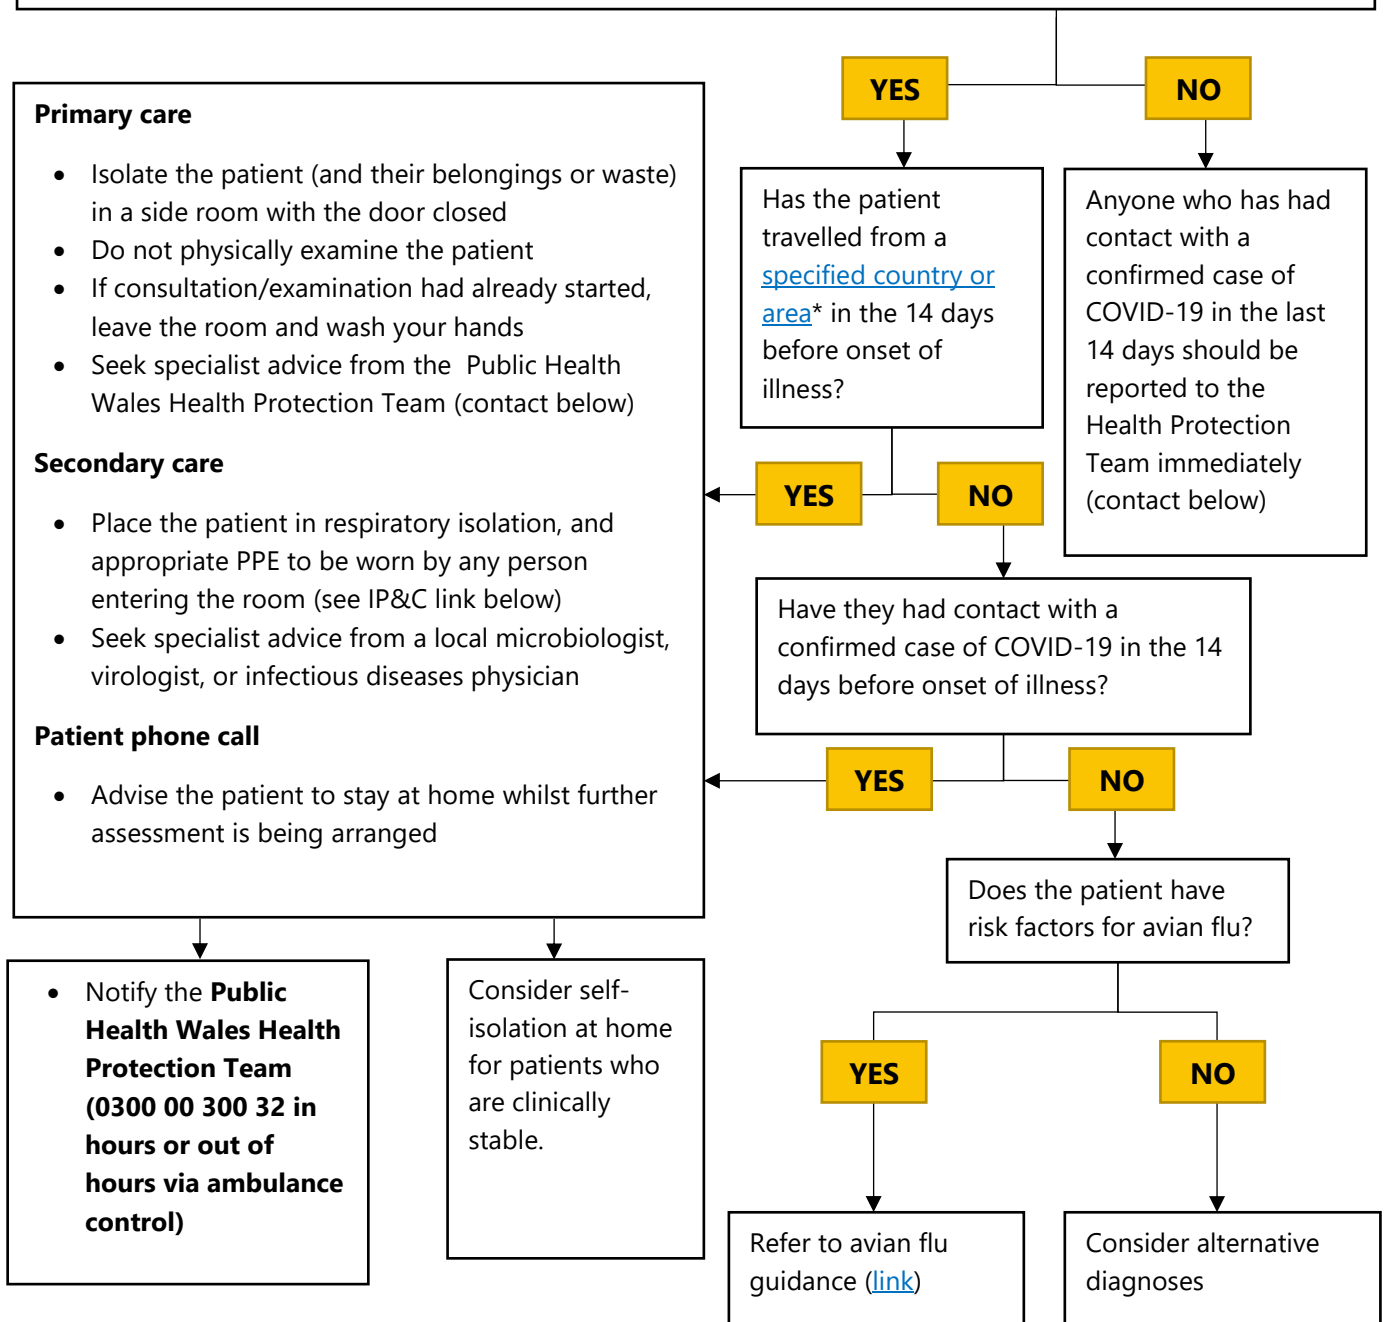 YES
NO
Primary care
• Isolate the patient (and their belongings or waste)
in a side room with the door closed
• Do not physically examine the patient
• If consultation/examination had already started,
leave the room and wash your hands
• Seek specialist advice from the Public Health
Wales Health Protection Team (contact below)
Secondary care
• Place the patient in respiratory isolation, and
appropriate PPE to be worn by any person
entering the room (see IP&C link below)
• Seek specialist advice from a local microbiologist,
virologist, or infectious diseases physician
Patient phone call
• Advise the patient to stay at home whilst further
assessment is being arranged
Has the patient
travelled from a
specified country or
area* in the 14 days
before onset of
illness?
Anyone who has had
contact with a
confirmed case of
COVID-19 in the last
14 days should be
reported to the
Health Protection
Team immediately
(contact below)
YES
NO
Have they had contact with a
confirmed case of COVID-19 in the 14
days before onset of illness?
YES
NO
Does the patient have
risk factors for avian flu?
• Notify the Public
Health Wales Health
Protection Team
(0300 00 300 32 in
hours or out of
hours via ambulance
control)
Consider self-
isolation at home
for patients who
are clinically
stable.
YES
NO
Refer to avian flu
guidance (link)
Consider alternative
diagnoses